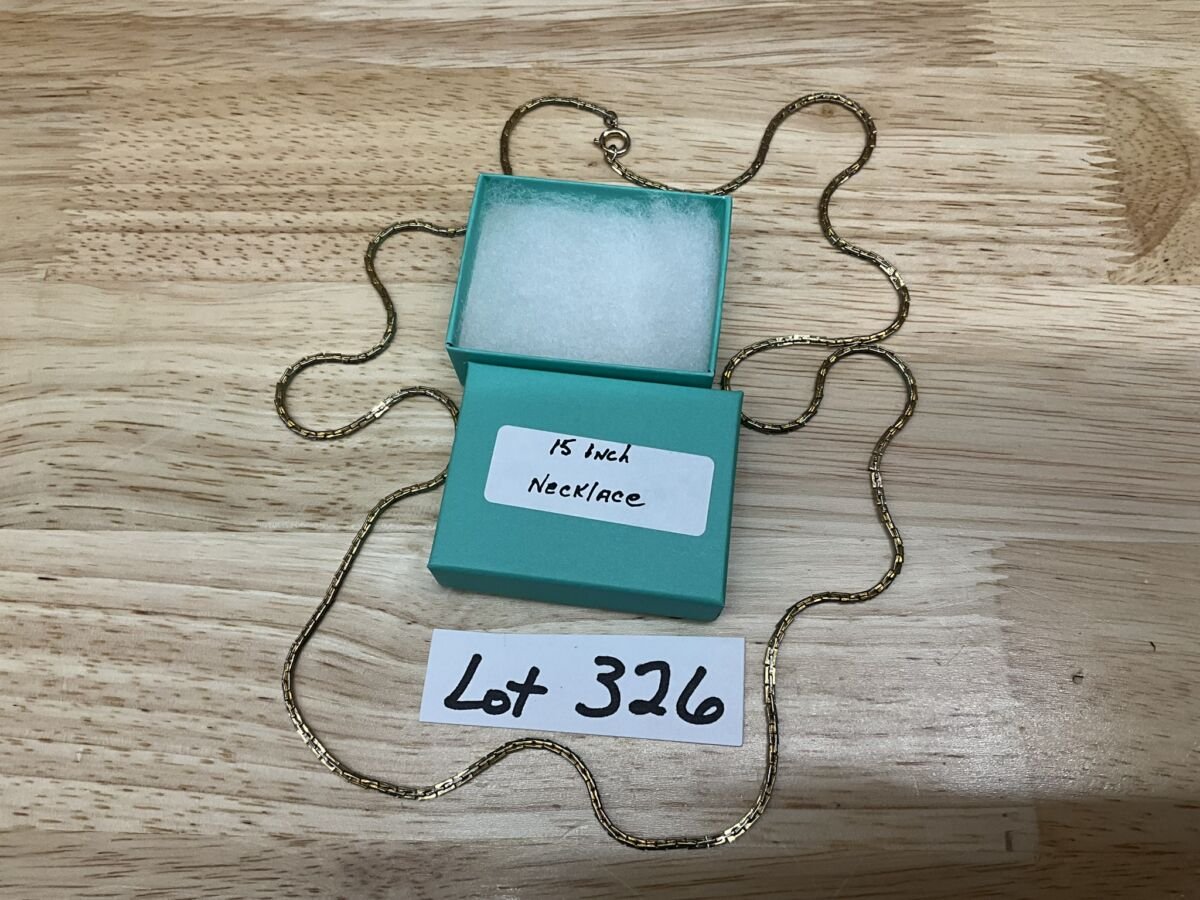 15 inch
Necklace
Lot 326